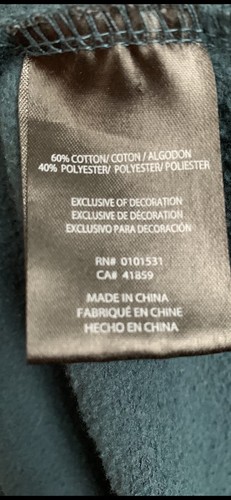 60% COTTON/ COTON / ALGODON
40% POLYESTER/ POLYESTER/ POLIESTER
EXCLUSIVE OF DECORATION
EXCLUSIVE DE DÉCORATION
EXCLUSIVO PARA DECORACIÓN
RN# 0101531
CA# 41859
MADE IN CHINA
FABRIQUÉ EN CHINE
HECHO EN CHINA